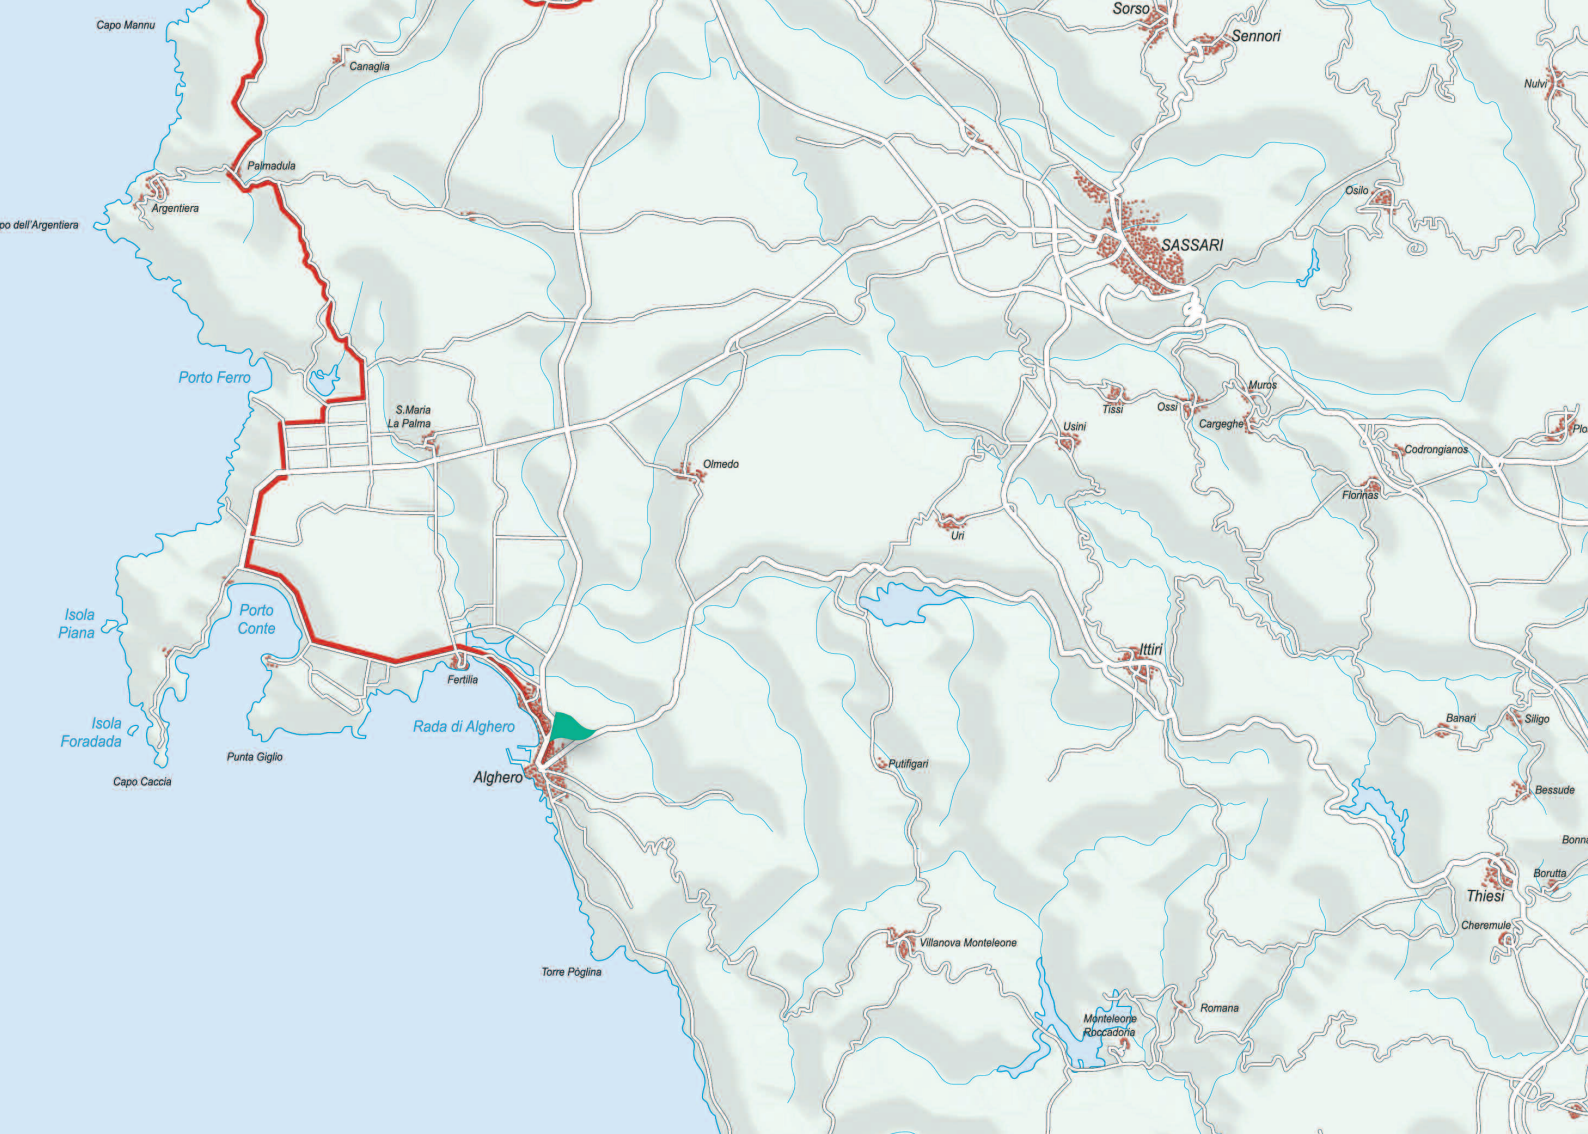 Sorso
Capo Mannu
Sennori
Canaglia
Nulvi
Palmadula
Osilo
Argentiera
po dell'Argentiera
SASSARI
Porto Ferro
Muros
S.Maria
La Palma
Tissi
Ossi
Cargeghe
Usini
Plo
Codrongianos
Olmedo
Florinas
Uri
Isola
Piana
Porto
Conte
Ittiri
Fertilia
Banari
Siligo
Isola
Foradada
Rada di Alghero
Punta Giglio
Putifigari
Alghero
Capo Caccia
Bessude
Bonna
Borutta
Thiesi
Cheremule
Villanova Monteleone
Torre Pòglina
Romana
Monteleone
Roccadoria